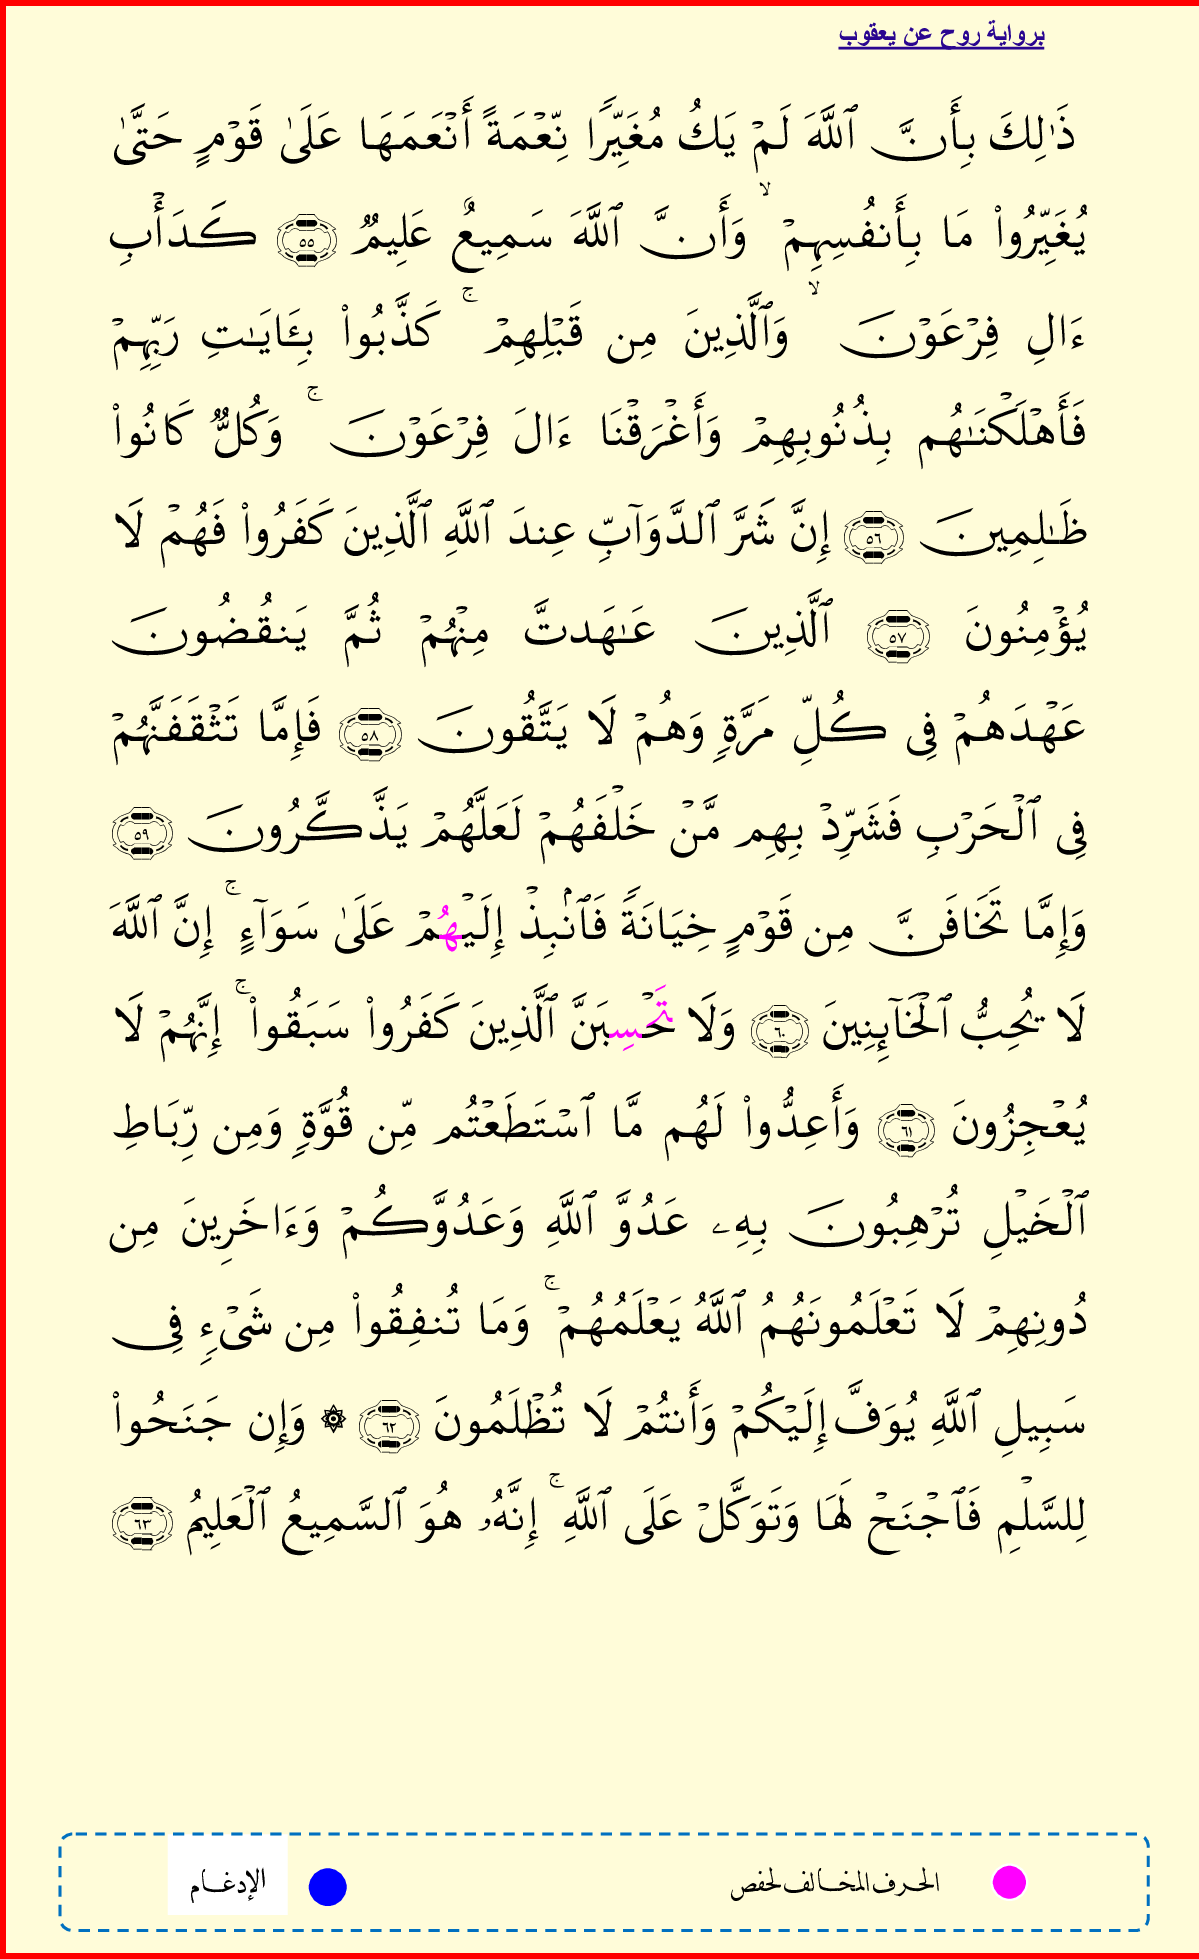 برواية روح عن يعقوب
ذَٰلِكَ بِأَنَّ ٱللَّهَ لَمۡ يَكُ مُغَيِّرٗا نِّعۡمَةً أَنۡعَمَهَا عَلَىٰ قَوۡمٍ حَتَّىٰ
يُغَيِّرُواْ مَا بِأَنفُسِهِمۡ ۙ وَأَنَّ ٱللَّهَ سَمِيعٌ عَلِيمٞ ٥٥ كَدَأۡبِ
ءَالِ فِرۡعَوۡنَ ۙ وَٱلَّذِينَ مِن قَبۡلِهِمۡ ۚ كَذَّبُواْ بِـَٔايَٰتِ رَبِّهِمۡ
فَأَهۡلَكۡنَٰهُم بِذُنُوبِهِمۡ وَأَغۡرَقۡنَا ءَالَ فِرۡعَوۡنَ ۚ وَكُلّٞ كَانُواْ
ظَٰلِمِينَ ٥٦ إِنَّ شَرَّ ٱلدَّوَآبِّ عِندَ ٱللَّهِ ٱلَّذِينَ كَفَرُواْ فَهُمۡ لَا
يُؤۡمِنُونَ ٥٧ ٱلَّذِينَ عَٰهَدتَّ مِنۡهُمۡ ثُمَّ يَنقُضُونَ
عَهۡدَهُمۡ فِي كُلِّ مَرَّةٖ وَهُمۡ لَا يَتَّقُونَ ٥٨ فَإِمَّا تَثۡقَفَنَّهُمۡ
فِي ٱلۡحَرۡبِ فَشَرِّدۡ بِهِم مَّنۡ خَلۡفَهُمۡ لَعَلَّهُمۡ يَذَّكَّرُونَ ٥٩
وَإِمَّا تَخَافَنَّ مِن قَوۡمٍ خِيَانَةٗ فَٱنۢبِذۡ إِلَيۡهُمۡ عَلَىٰ سَوَآءٍ ۚ إِنَّ ٱللَّهَ
لَا يُحِبُّ ٱلۡخَآئِنِينَ ٦٠ وَلَا تَحۡسِبَنَّ ٱلَّذِينَ كَفَرُواْ سَبَقُوٓاْ ۚ إِنَّهُمۡ لَا
يُعۡجِزُونَ ٦١ وَأَعِدُّواْ لَهُم مَّا ٱسۡتَطَعۡتُم مِّن قُوَّةٖ وَمِن رِّبَاطِ
ٱلۡخَيۡلِ تُرۡهِبُونَ بِهِۦ عَدُوَّ ٱللَّهِ وَعَدُوَّكُمۡ وَءَاخَرِينَ مِن
دُونِهِمۡ لَا تَعۡلَمُونَهُمُ ٱللَّهُ يَعۡلَمُهُمۡ ۚ وَمَا تُنفِقُواْ مِن شَيۡءٖ فِي
سَبِيلِ ٱللَّهِ يُوَفَّ إِلَيۡكُمۡ وَأَنتُمۡ لَا تُظۡلَمُونَ ٦٢ ۞ وَإِن جَنَحُواْ
لِلسَّلۡمِ فَٱجۡنَحۡ لَهَا وَتَوَكَّلۡ عَلَى ٱللَّهِ ۚ إِنَّهُۥ هُوَ ٱلسَّمِيعُ ٱلۡعَلِيمُ ٦٣
الحرف المخالف لحفص
الإدغام